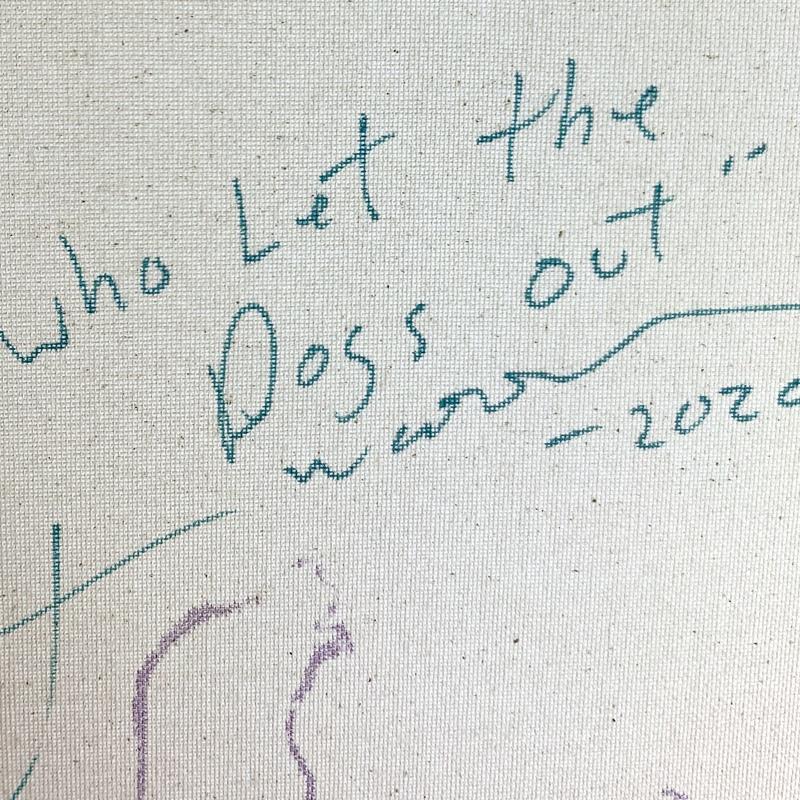 Who Let the
Dogs out..
- 2020